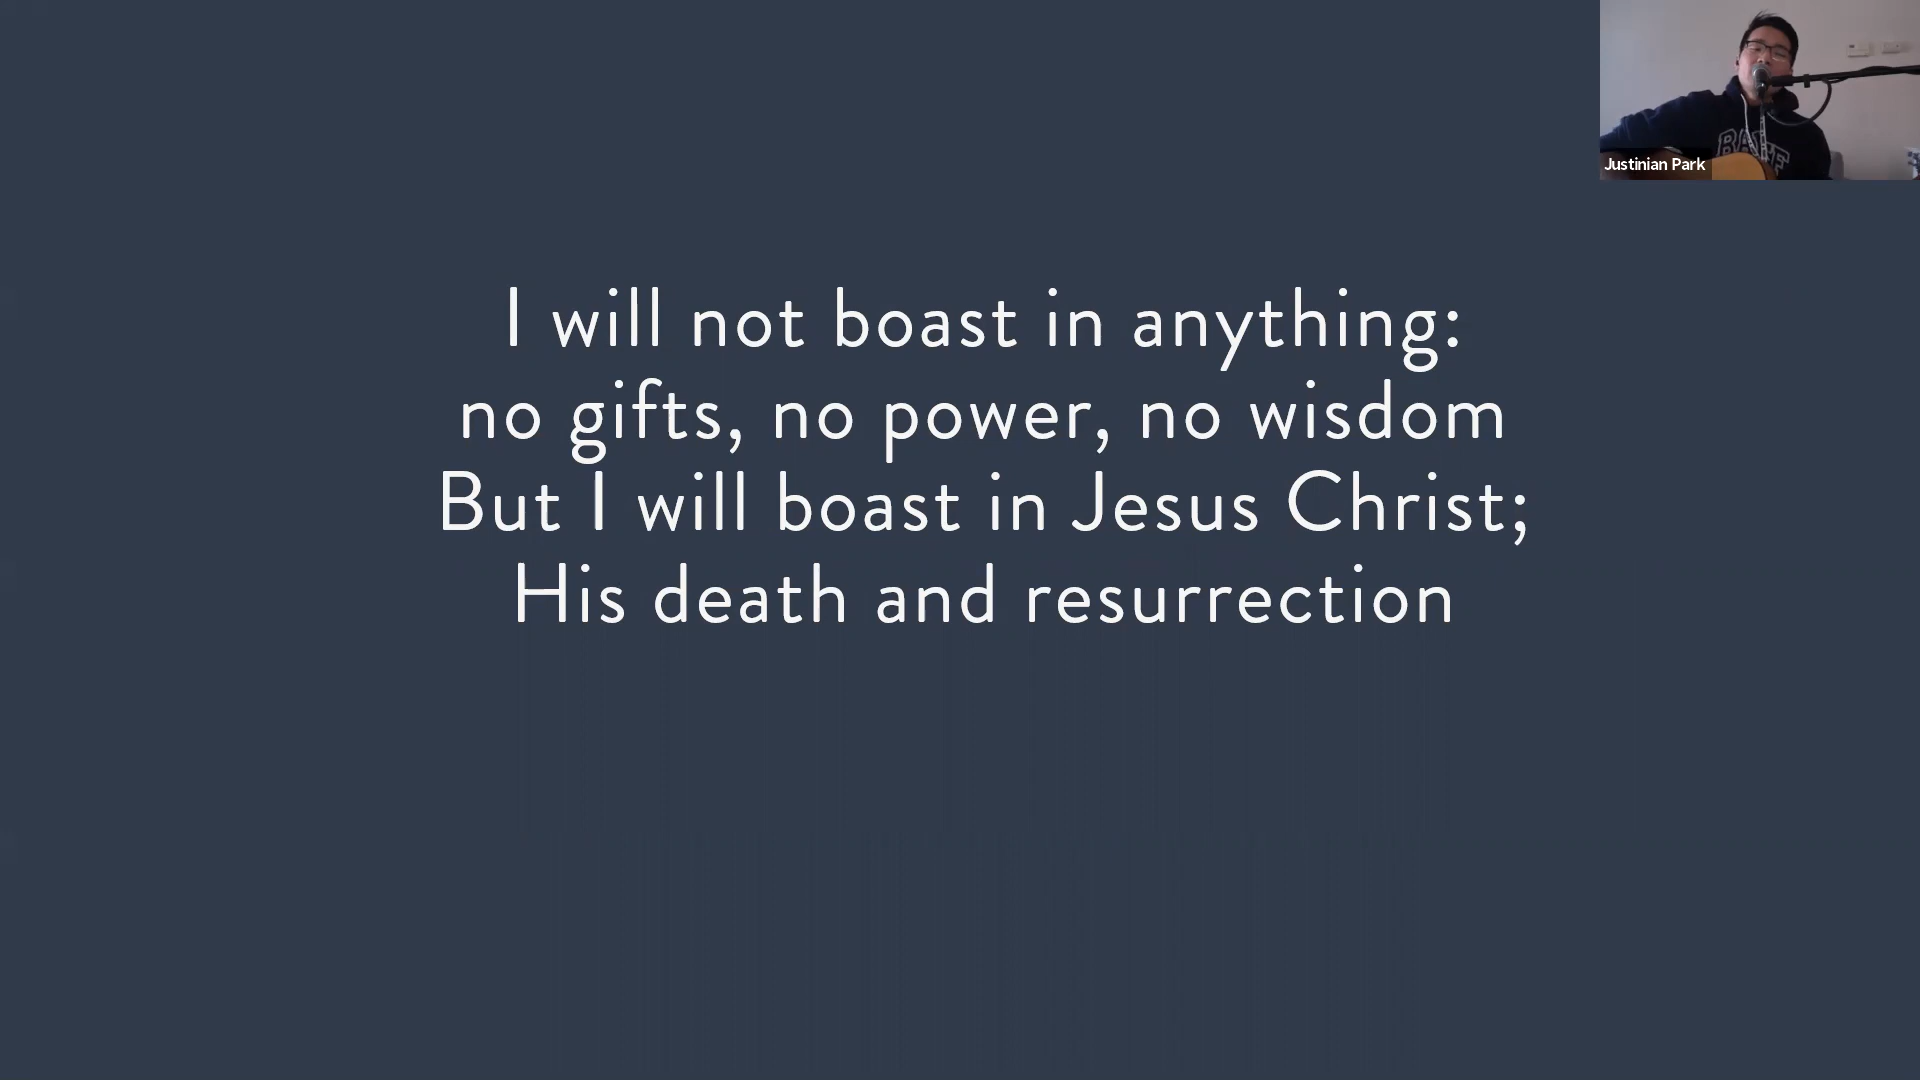 Justinian Park
I will not boast in anything:
no gifts, no power, no wisdom
But I will boast in Jesus Christ;
His death and resurrection